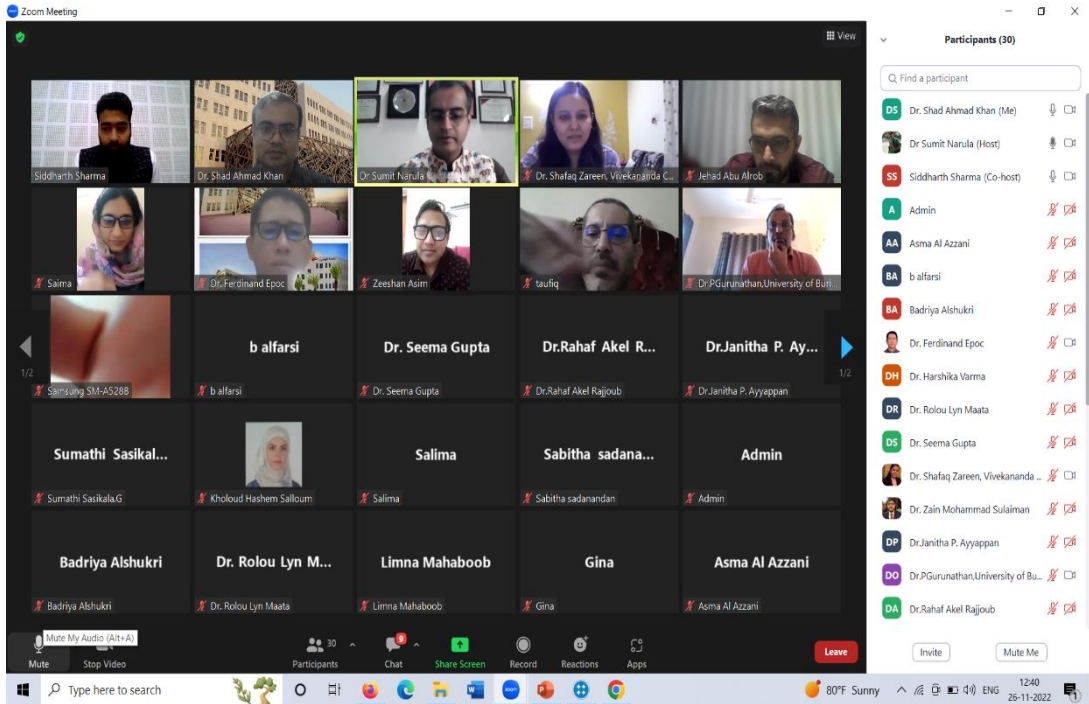 Zoom Meeting
View
Siddharth Sharma
Dr. Shad Ahmad Khan
Dr Sumit Narula
Dr. Shafaq Zareen, Vivekananda C...
Jehad Abu Alrob
Saima
Dr. Ferdinand Epoc
Zeeshan Asim
taufiq
Dr.PGurunathan,University of Buri...
1/2
b alfarsi
Dr. Seema Gupta
Dr.Rahaf Akel R...
Dr.Janitha P. Ay...
1/2
Samsung SM-A528B
b alfarsi
Dr. Seema Gupta
Dr.Rahaf Akel Rajjoub
Dr.Janitha P. Ayyappan
Sumathi Sasikal...
Salima
Sabitha sadana...
Admin
Sumathi Sasikala.G
Kholoud Hashem Salloum
Salima
Sabitha sadanandan
Admin
Badriya Alshukri
Dr. Rolou Lyn M...
Limna Mahaboob
Gina
Asma Al Azzani
Badriya Alshukri
Dr. Rolou Lyn Maata
Limna Mahaboob
Gina
Asma Al Azzani
Mute My Audio (Alt+A)
Mute
Stop Video
30
Participants
9
Chat
Share Screen
Record
Reactions
Apps
Leave
Participants (30)
Find a participant
DS Dr. Shad Ahmad Khan (Me)
Dr Sumit Narula (Host)
SS Siddharth Sharma (Co-host)
A Admin
AA Asma Al Azzani
BA b alfarsi
BA Badriya Alshukri
Dr. Ferdinand Epoc
DH Dr. Harshika Varma
DR Dr. Rolou Lyn Maata
DS Dr. Seema Gupta
Dr. Shafaq Zareen, Vivekananda ...
Dr. Zain Mohammad Sulaiman
DP Dr.Janitha P. Ayyappan
DO Dr.PGurunathan,University of Bu...
DA Dr.Rahaf Akel Rajjoub
Invite
Mute Me
Type here to search
80°F Sunny
ENG
12:40
26-11-2022
1